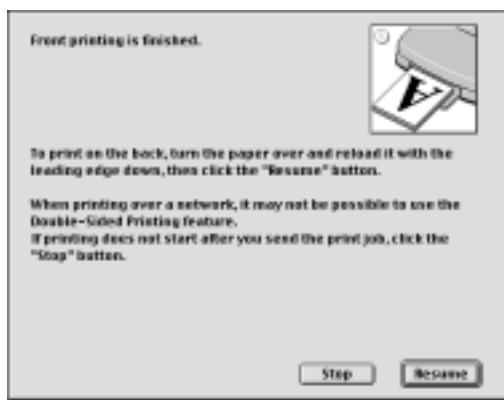 Front printing is finished.
A
To print on the back, turn the paper over and reload it with the
leading edge down, then click the "Resume" button.
When printing over a network, it may not be possible to use the
Double-Sided Printing feature.
If printing does not start after you send the print job, click the
"Stop" button.
Stop
Resume